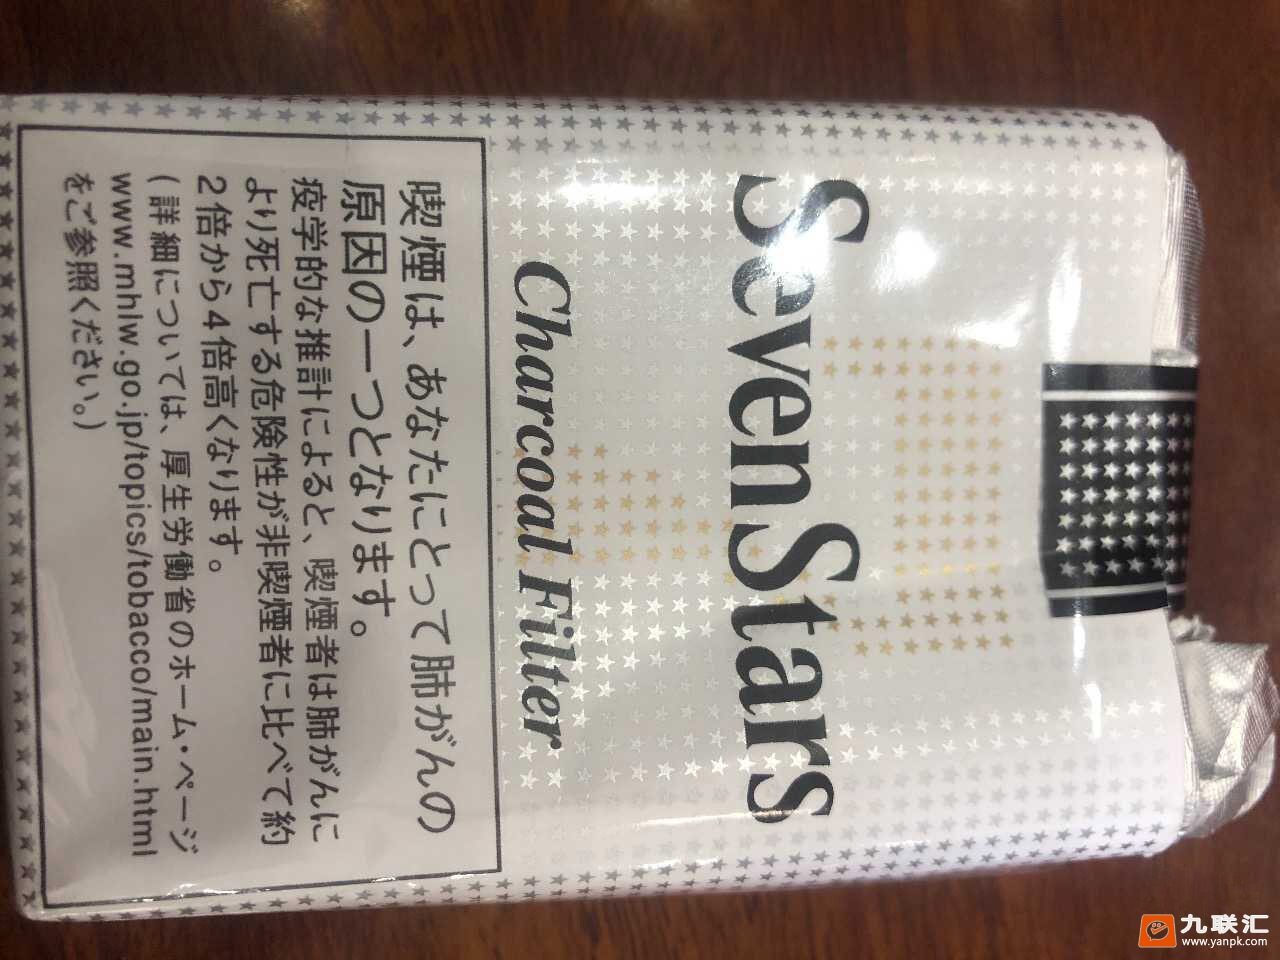 SevenStars
Charcoal Filter
喫煙は、あなたにとって肺がんの
原因の一つとなります。
疫学的な推計によると、喫煙者は肺がんに
より死亡する危険性が非喫煙者に比べて約
2倍から4倍高くなります。
(詳細については、厚生労働省のホーム・ページ
www.mhlw.go.jp/topics/tobacco/main.html
をご参照ください。)
九联汇
www.yanpk.com